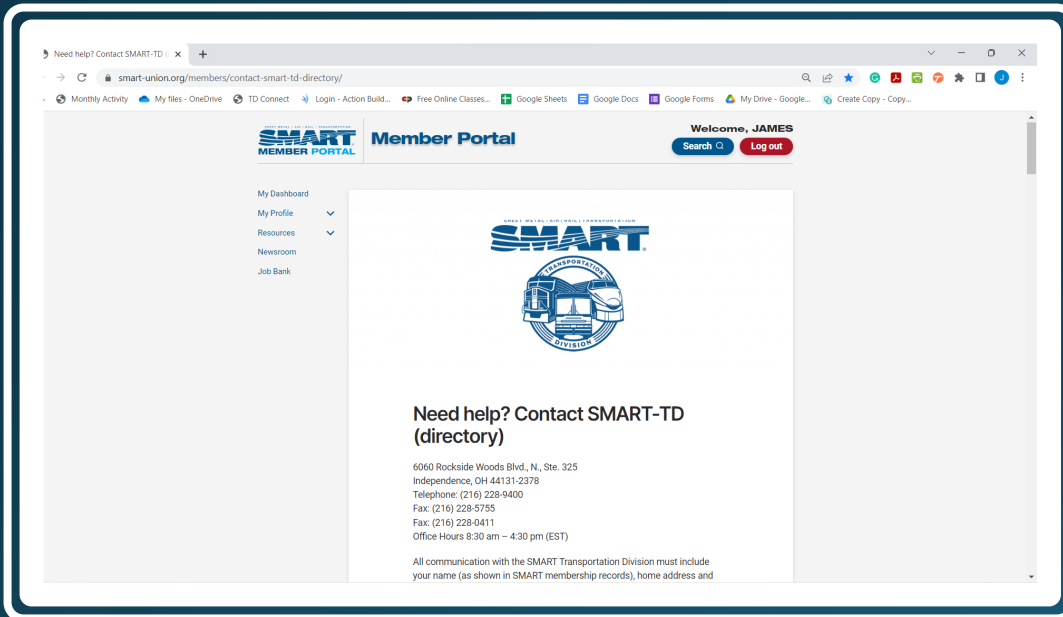 Need help? Contact SMART-TD
smart-union.org/members/contact-smart-td-directory/
Monthly Activity
My files - OneDrive
TD Connect
Login - Action Build...
Free Online Classes...
Google Sheets
Google Docs
Google Forms
My Drive - Google...
Create Copy - Copy...
SHEET METAL | AIR | RAIL | TRANSPORTATION
SMART
MEMBER PORTAL
Member Portal
Welcome, JAMES
Search
Log out
My Dashboard
My Profile
Resources
Newsroom
Job Bank
SHEET METAL | AIR | RAIL | TRANSPORTATION
SMART
TRANSPORTATION
DIVISION
Need help? Contact SMART-TD
(directory)
6060 Rockside Woods Blvd., N., Ste. 325
Independence, OH 44131-2378
Telephone: (216) 228-9400
Fax: (216) 228-5755
Fax: (216) 228-0411
Office Hours 8:30 am – 4:30 pm (EST)
All communication with the SMART Transportation Division must include
your name (as shown in SMART membership records), home address and